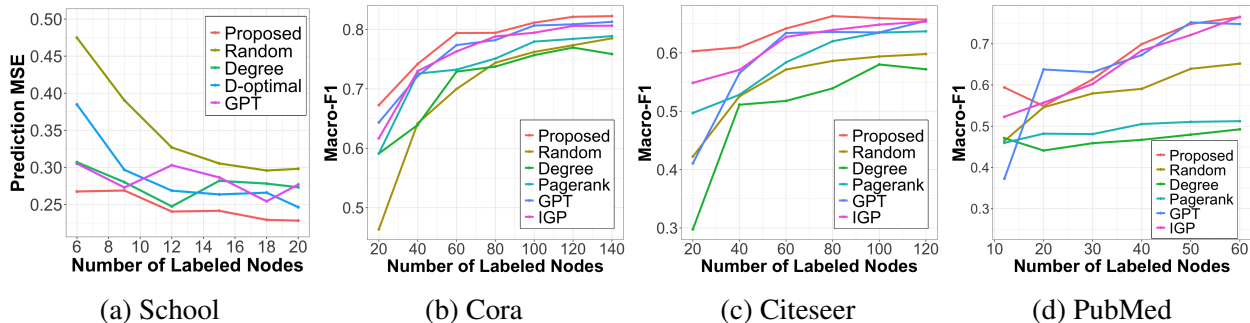 Prediction MSE
0.50
0.45
0.40
0.35
0.30
0.25
6 8 10 12 14 16 18 20
Number of Labeled Nodes
Proposed
Random
Degree
D-optimal
GPT
(a) School
Macro-F1
0.8
0.7
0.6
0.5
20 40 60 80 100 120 140
Number of Labeled Nodes
Proposed
Random
Degree
Pagerank
GPT
IGP
(b) Cora
Macro-F1
0.6
0.5
0.4
0.3
20 40 60 80 100 120
Number of Labeled Nodes
Proposed
Random
Degree
Pagerank
GPT
IGP
(c) Citeseer
Macro-F1
0.7
0.6
0.5
0.4
0.3
12 20 30 40 50 60
Number of Labeled Nodes
Proposed
Random
Degree
Pagerank
GPT
IGP
(d) PubMed